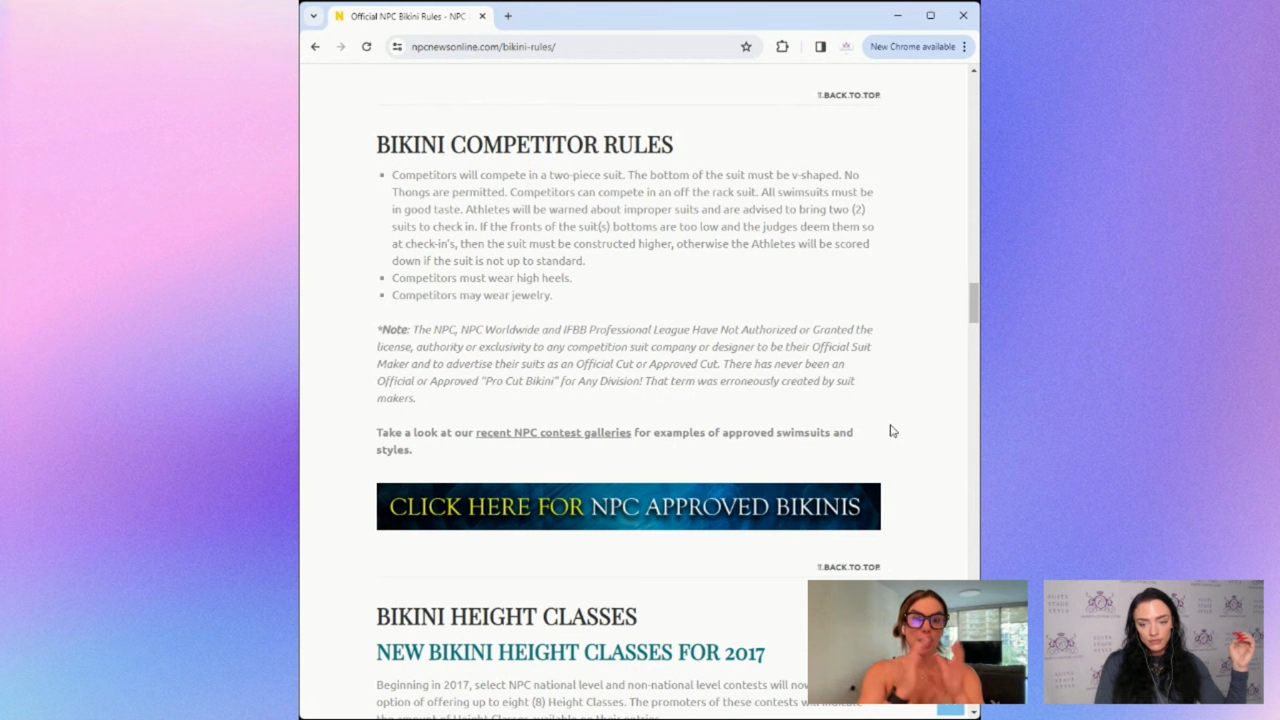 Official NPC Bikini Rules - NPC
npcnewsonline.com/bikini-rules/
New Chrome available
BACK TO TOP
BIKINI COMPETITOR RULES
Competitors will compete in a two-piece suit. The bottom of the suit must be v-shaped. No
Thongs are permitted. Competitors can compete in an off the rack suit. All swimsuits must be
in good taste. Athletes will be warned about improper suits and are advised to bring two (2)
suits to check in. If the fronts of the suit(s) bottoms are too low and the judges deem them so
at check-in's, then the suit must be constructed higher, otherwise the Athletes will be scored
down if the suit is not up to standard.
Competitors must wear high heels.
Competitors may wear jewelry.
*Note: The NPC, NPC Worldwide and IFBB Professional League Have Not Authorized or Granted the
license, authority or exclusivity to any competition suit company or designer to be their Official Suit
Maker and to advertise their suits as an Official Cut or Approved Cut. There has never been an
Official or Approved "Pro Cut Bikini" for Any Division! That term was erroneously created by suit
makers.
Take a look at our recent NPC contest galleries for examples of approved swimsuits and
styles.
CLICK HERE FOR NPC APPROVED BIKINIS
BACK TO TOP
BIKINI HEIGHT CLASSES
NEW BIKINI HEIGHT CLASSES FOR 2017
Beginning in 2017, select NPC national level and non-national level contests will now
option of offering up to eight (8) Height Classes. The promoters of these contests will indicate
the amount of Height Classes available on their entries.